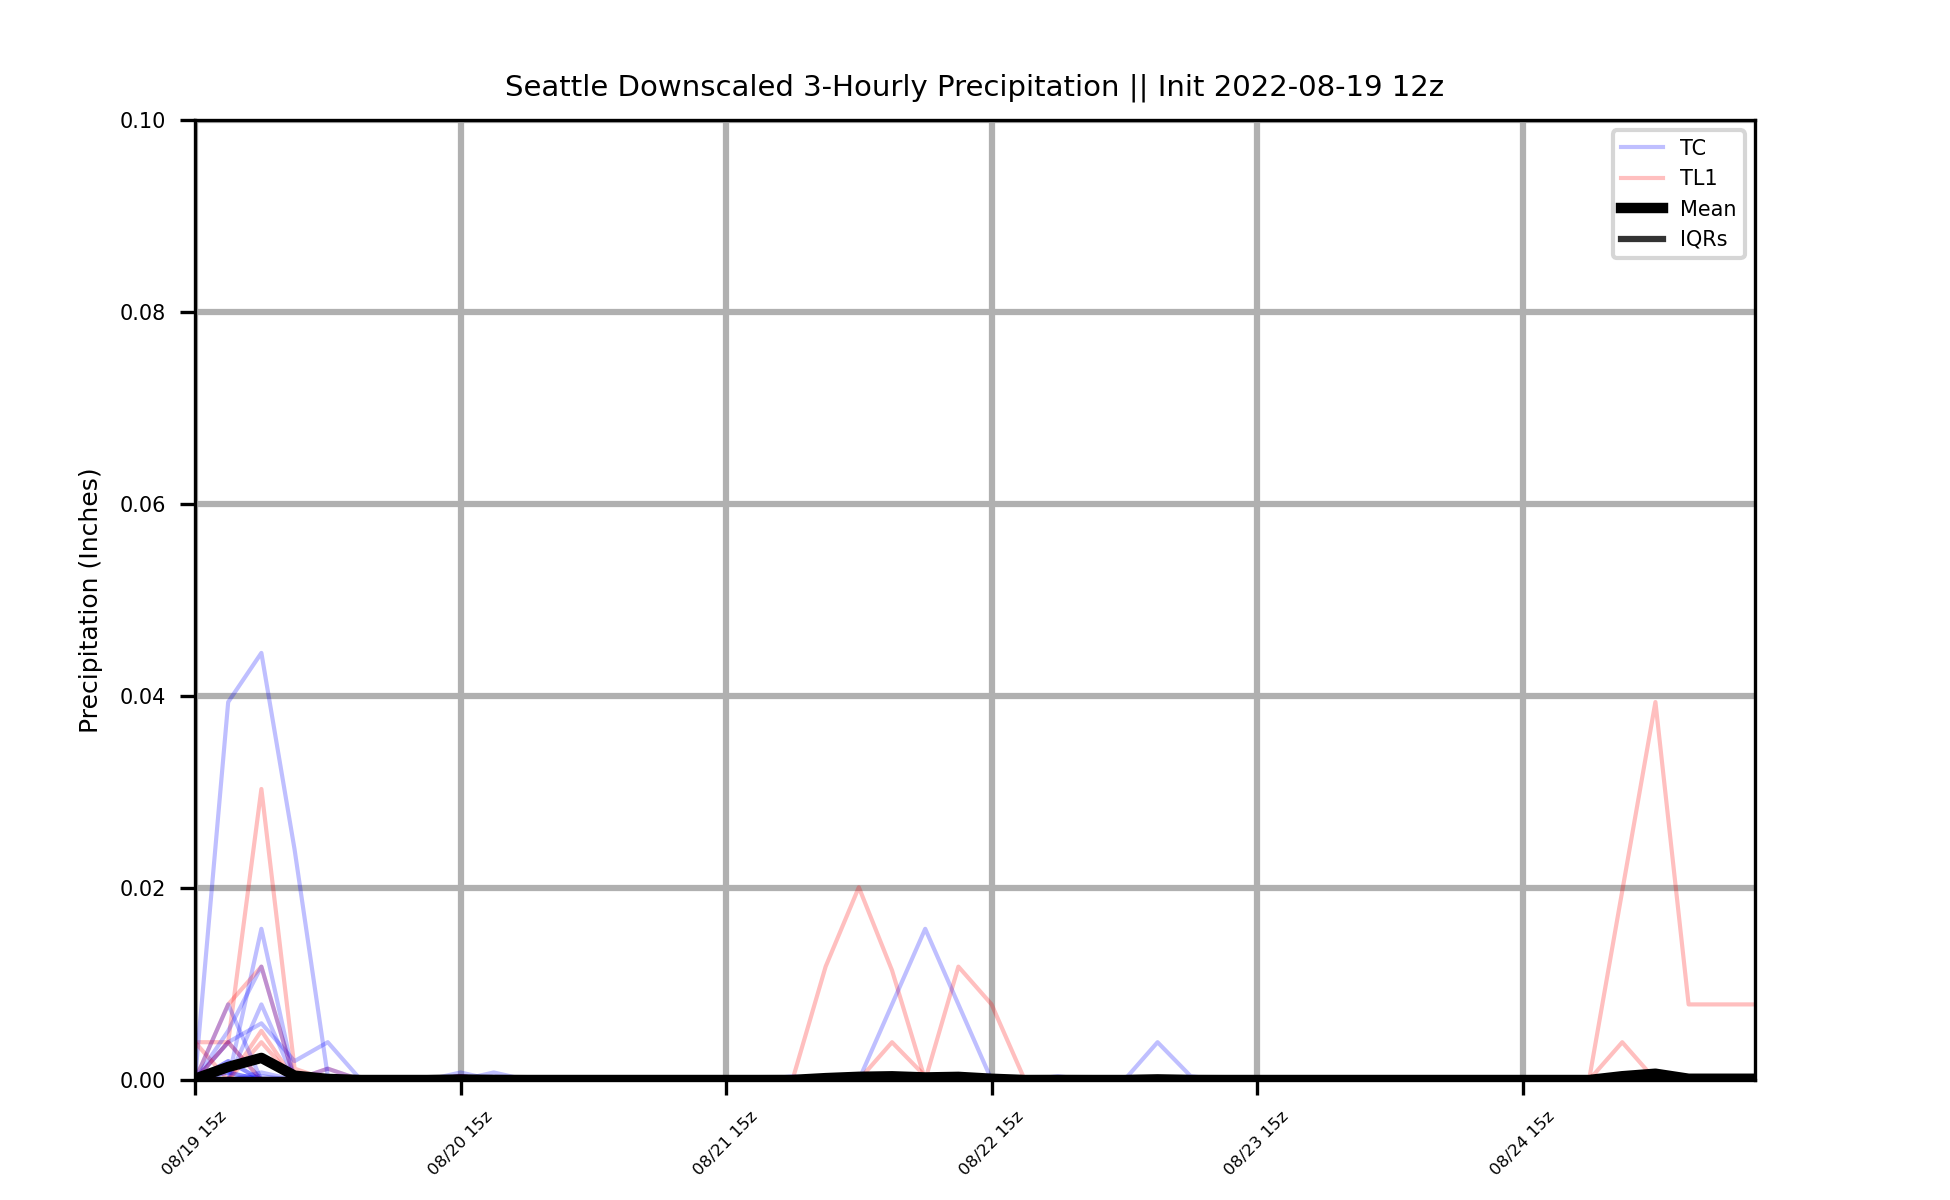 Seattle Downscaled 3-Hourly Precipitation || Init 2022-08-19 12z
TC
TL1
Mean
IQRs
Precipitation (Inches)
0.10
0.08
0.06
0.04
0.02
0.00
08/19 15z
08/20 15z
08/21 15z
08/22 15z
08/23 15z
08/24 15z